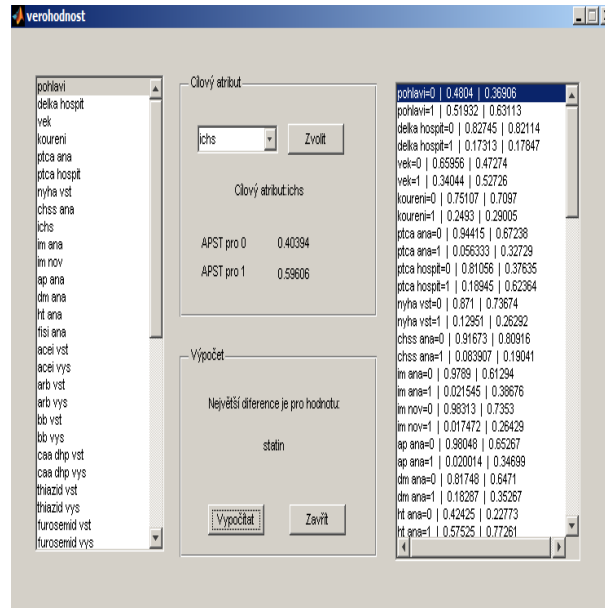 verohodnost
pohlavi
delka hospit
vek
koureni
ptca ana
ptca hospit
nyha vst
chss ana
ichs
im ana
im nov
ap ana
dm ana
ht ana
fisi ana
acei vst
acei vys
arb vst
arb vys
bb vst
bb vys
caa dhp vst
caa dhp vys
thiazid vst
thiazid vys
furosemid vst
furosemid vys
Cílový atribut
ichs
Zvolit
Cílový atribut:ichs
APST pro 0 0.40394
APST pro 1 0.59606
Výpočet
Největší diference je pro hodnotu:
statin
Vypočítat
Zavřít
pohlavi=0 | 0.4804 | 0.36906
pohlavi=1 | 0.51932 | 0.63113
delka hospit=0 | 0.82745 | 0.82114
delka hospit=1 | 0.17313 | 0.17847
vek=0 | 0.65956 | 0.47274
vek=1 | 0.34044 | 0.52726
koureni=0 | 0.75107 | 0.7097
koureni=1 | 0.2493 | 0.29005
ptca ana=0 | 0.94415 | 0.67238
ptca ana=1 | 0.056333 | 0.32729
ptca hospit=0 | 0.81056 | 0.37635
ptca hospit=1 | 0.18945 | 0.62364
nyha vst=0 | 0.871 | 0.73674
nyha vst=1 | 0.12951 | 0.26292
chss ana=0 | 0.91673 | 0.80916
chss ana=1 | 0.083907 | 0.19041
im ana=0 | 0.9789 | 0.61294
im ana=1 | 0.021545 | 0.38676
im nov=0 | 0.98313 | 0.7353
im nov=1 | 0.017472 | 0.26429
ap ana=0 | 0.98048 | 0.65267
ap ana=1 | 0.020014 | 0.34699
dm ana=0 | 0.81748 | 0.6471
dm ana=1 | 0.18287 | 0.35267
ht ana=0 | 0.42425 | 0.22773
ht ana=1 | 0.57525 | 0.77261